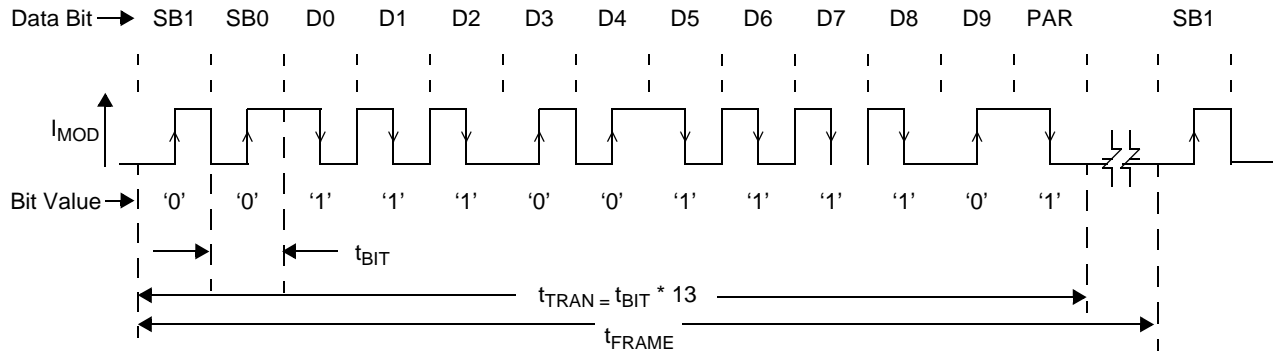 Data Bit SB1 SB0 D0 D1 D2 D3 D4 D5 D6 D7 D8 D9 PAR SB1
IMOD
Bit Value ‘0’ ‘0’ ‘1’ ‘1’ ‘1’ ‘0’ ‘0’ ‘1’ ‘1’ ‘1’ ‘1’ ‘0’ ‘1’
tBIT
tTRAN = tBIT * 13
tFRAME